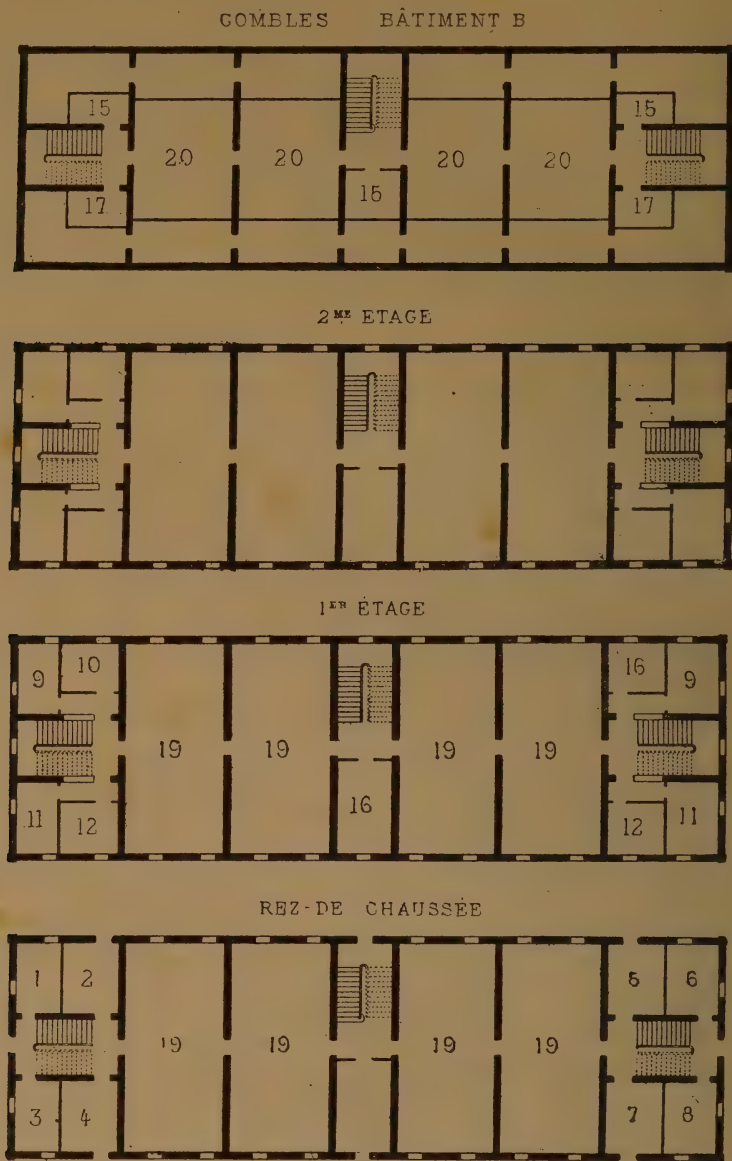 COMBLES BÂTIMENT B
15 15
20 20 20 20
15
17 17
2ME ETAGE
1ER ÉTAGE
9 10 16 9
19 19 19 19
16
11 12 12 11
REZ-DE CHAUSSÉE
1 2 5 6
19 19 19 19
3 4 7 8